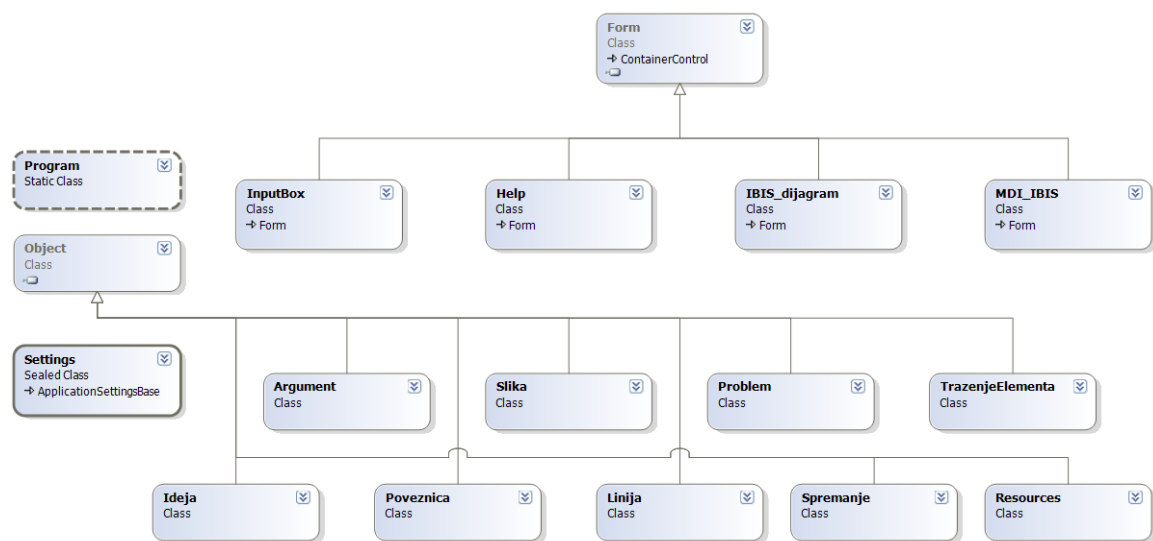 Form
Class
ContainerControl
Program
Static Class
InputBox
Class
Form
Help
Class
Form
IBIS_dijagram
Class
Form
MDI_IBIS
Class
Form
Object
Class
Settings
Sealed Class
ApplicationSettingsBase
Argument
Class
Slika
Class
Problem
Class
TrazenjeElementa
Class
Ideja
Class
Poveznica
Class
Linija
Class
Spremanje
Class
Resources
Class